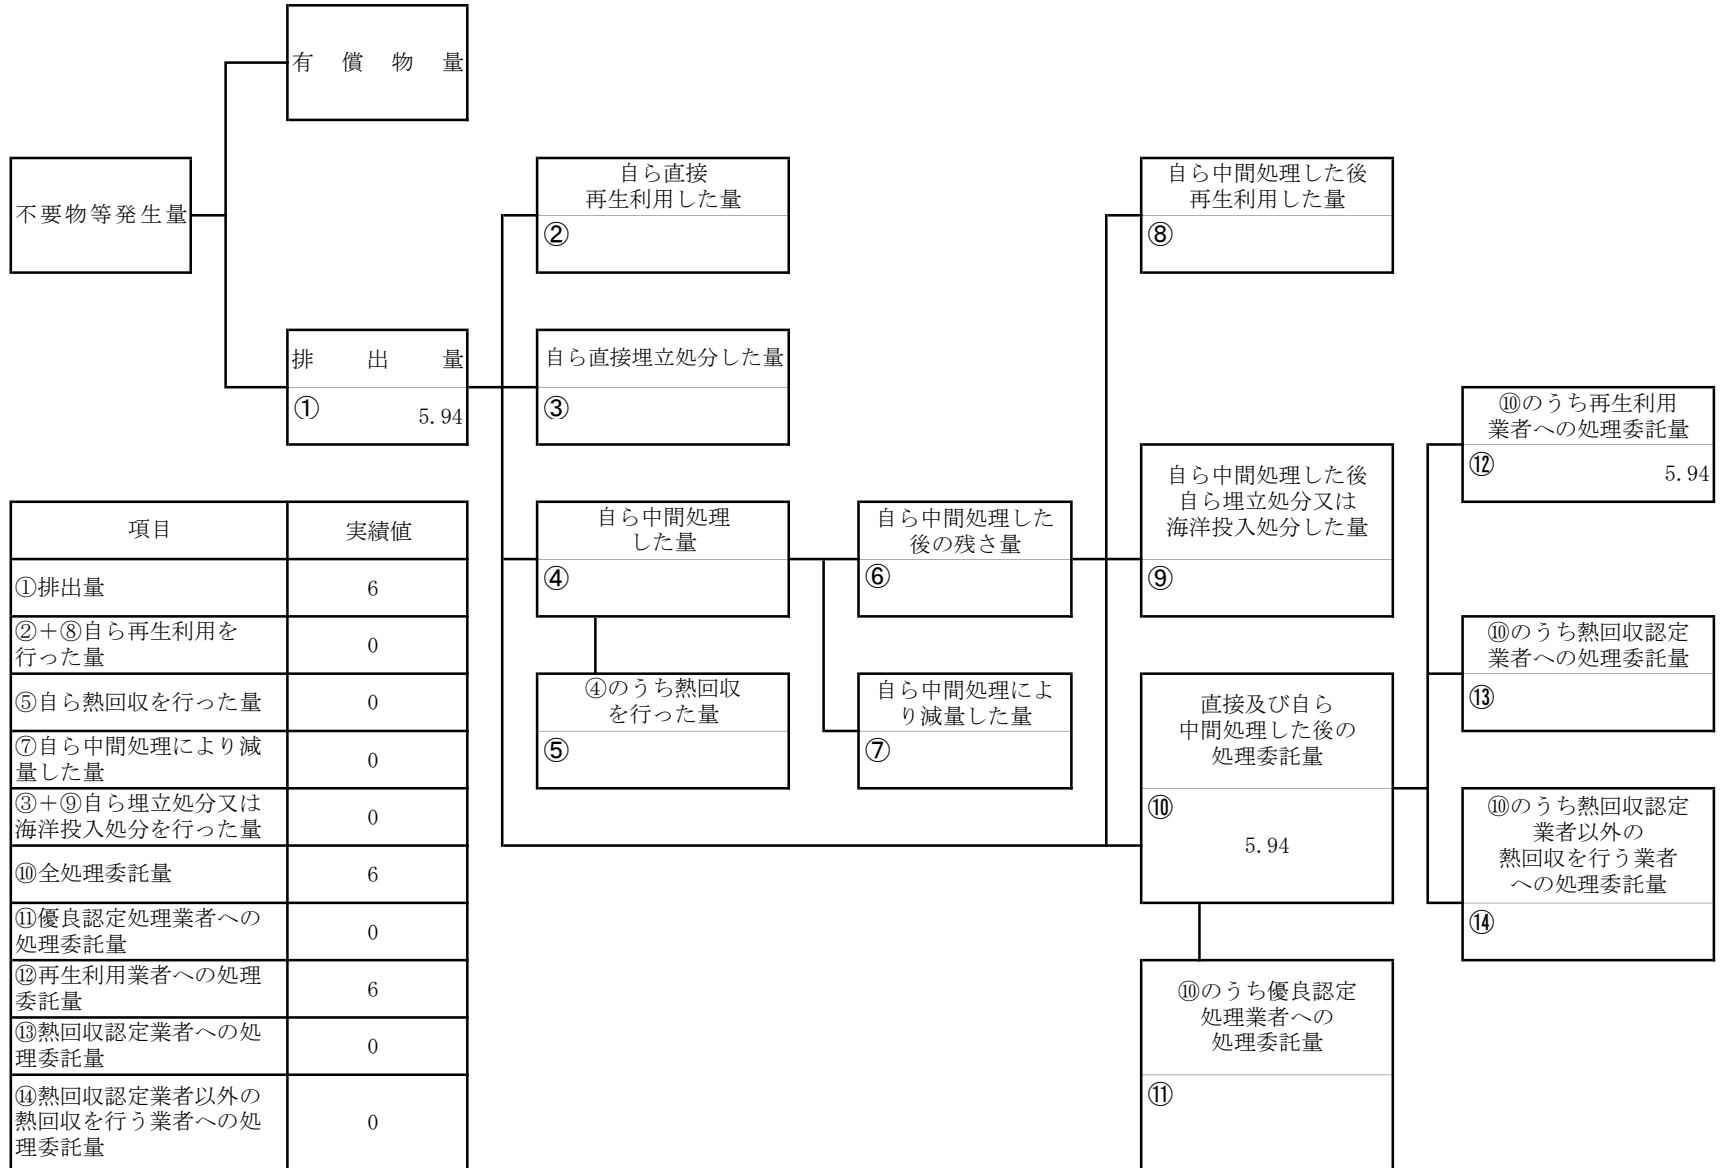 有償物量
不要物等発生量
自ら直接
再生利用した量
②
自ら中間処理した後
再生利用した量
⑧
排出量
① 5.94
自ら直接埋立処分した量
③
⑩のうち再生利用
業者への処理委託量
⑫ 5.94
自ら中間処理した後
自ら埋立処分又は
海洋投入処分した量
⑨
自ら中間処理
した量
④
自ら中間処理した
後の残さ量
⑥
⑩のうち熱回収認定
業者への処理委託量
⑬
④のうち熱回収
を行った量
⑤
自ら中間処理によ
り減量した量
⑦
直接及び自ら
中間処理した後の
処理委託量
⑩
5.94
⑩のうち熱回収認定
業者以外の
熱回収を行う業者
への処理委託量
⑭
⑩のうち優良認定
処理業者への
処理委託量
⑪
項目 実績値
①排出量 6
②＋⑧自ら再生利用を
行った量 0
⑤自ら熱回収を行った量 0
⑦自ら中間処理により減
量した量 0
③＋⑨自ら埋立処分又は
海洋投入処分を行った量 0
⑩全処理委託量 6
⑪優良認定処理業者への
処理委託量 0
⑫再生利用業者への処理
委託量 6
⑬熱回収認定業者への処
理委託量 0
⑭熱回収認定業者以外の
熱回収を行う業者への処
理委託量 0